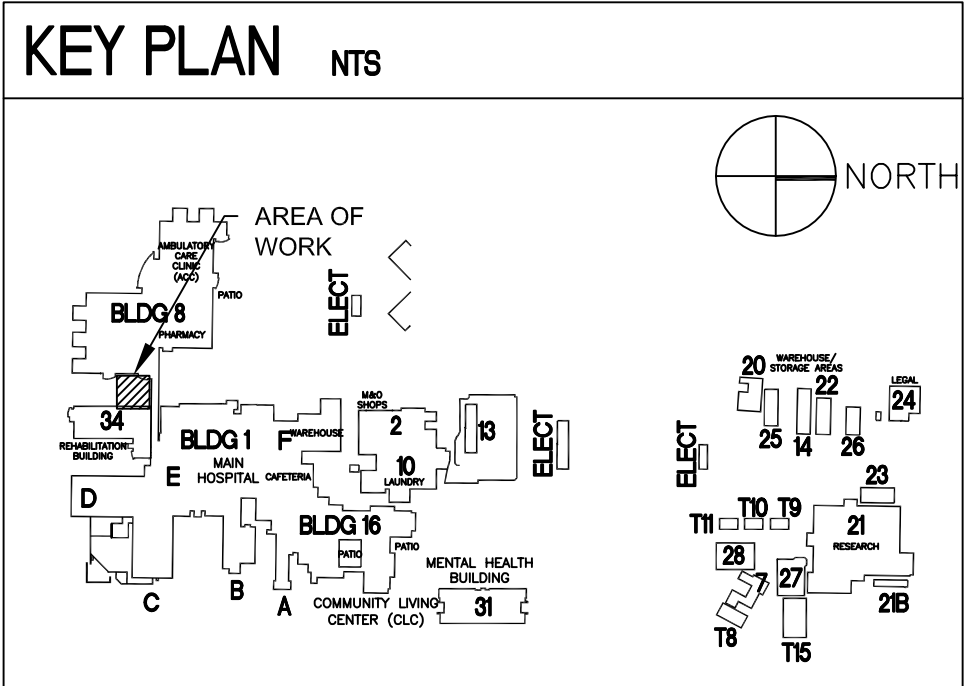 KEY PLAN NTS
NORTH
AREA OF
WORK
AMBULATORY
CARE
CLINIC
(ACC)
PATIO
BLDG 8
PHARMACY
ELECT
34
REHABILITATION
BUILDING
BLDG 1
MAIN
HOSPITAL
CAFETERIA
F
WAREHOUSE
E
D
C
B
A
M&O
SHOPS
2
10
LAUNDRY
13
ELECT
BLDG 16
PATIO
PATIO
MENTAL HEALTH
BUILDING
31
COMMUNITY LIVING
CENTER (CLC)
ELECT
WAREHOUSE/
STORAGE AREAS
20
22
LEGAL
24
25
14
26
23
T11
T10
T9
21
RESEARCH
28
7
27
21B
T8
T15